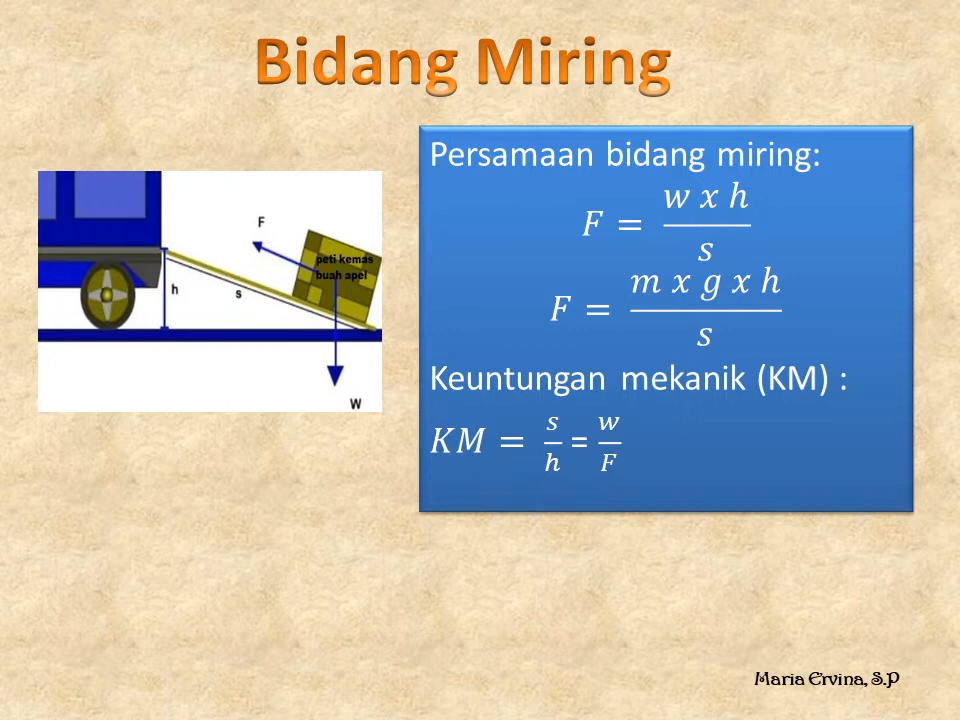 Bidang Miring
F
peti kemas
buah apel
h
s
W
Persamaan bidang miring:
F = w x h / s
F = m x g x h / s
Keuntungan mekanik (KM) :
KM = s/h = w/F
Maria Ervina, S.P